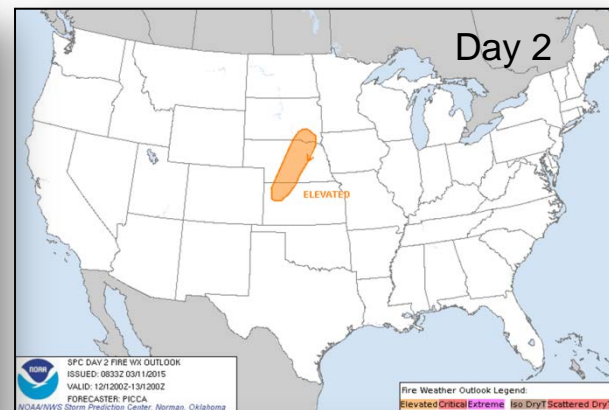 Day 2
ELEVATED
NOAA
SPC DAY 2 FIRE WX OUTLOOK
ISSUED: 0833Z 03/11/2015
VALID: 12/1200Z-13/1200Z
FORECASTER: PICCA
NOAA/NWS Storm Prediction Center, Norman, Oklahoma
Fire Weather Outlook Legend:
Elevated Critical Extreme Iso DryT Scattered DryT